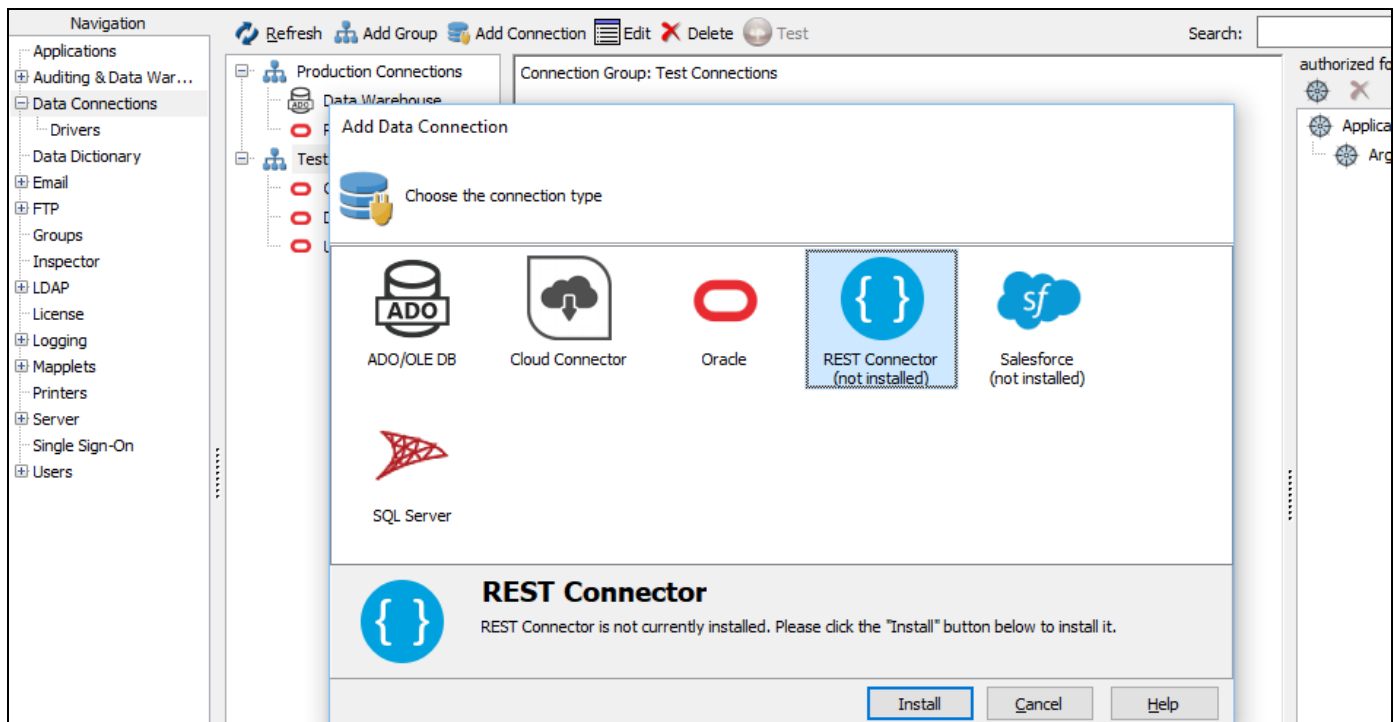 Navigation
Applications
Auditing & Data War...
Data Connections
Drivers
Data Dictionary
Email
FTP
Groups
Inspector
LDAP
License
Logging
Mapplets
Printers
Server
Single Sign-On
Users
Refresh Add Group Add Connection Edit Delete Test Search:
Production Connections
ADO Data Warehouse
Test
Connection Group: Test Connections
authorized fo
Applica
Arg
Add Data Connection
Choose the connection type
ADO
ADO/OLE DB
Cloud Connector
Oracle
{ }
REST Connector
(not installed)
sf
Salesforce
(not installed)
SQL Server
{ }
REST Connector
REST Connector is not currently installed. Please click the "Install" button below to install it.
Install Cancel Help